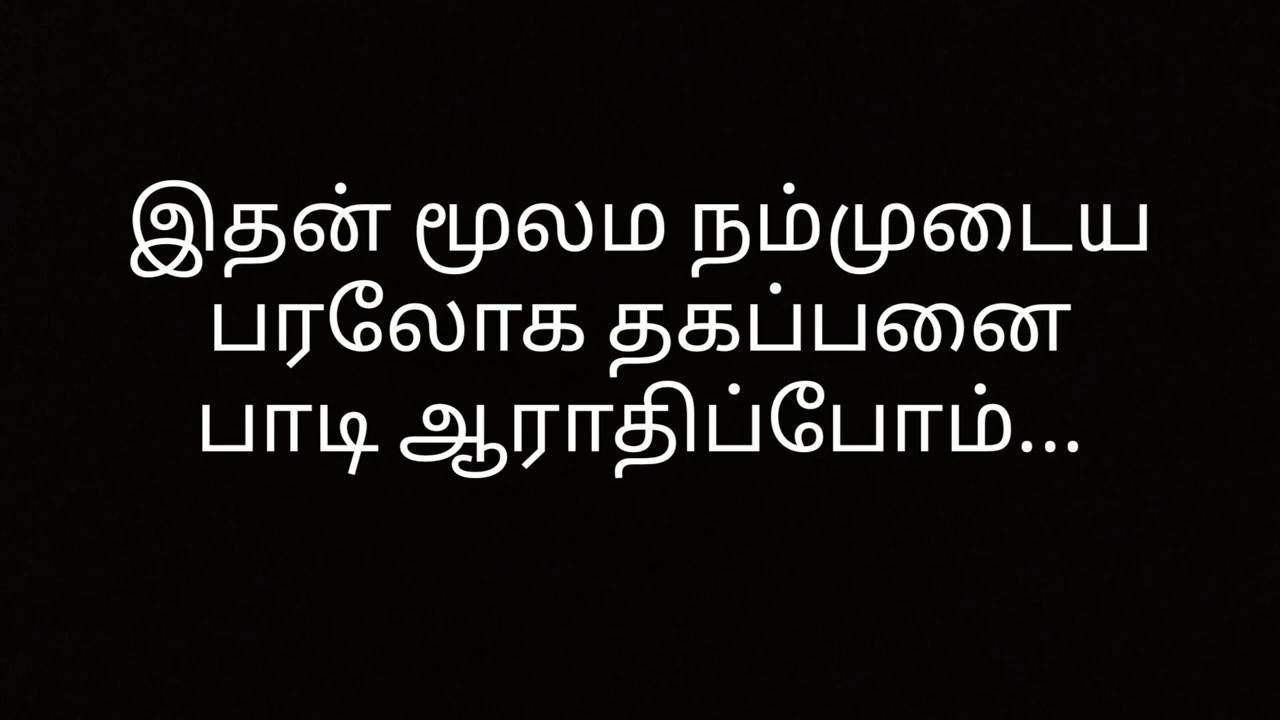 இதன் மூலம நம்முடைய
பரலோக தகப்பனை
பாடி ஆராதிப்போம்...